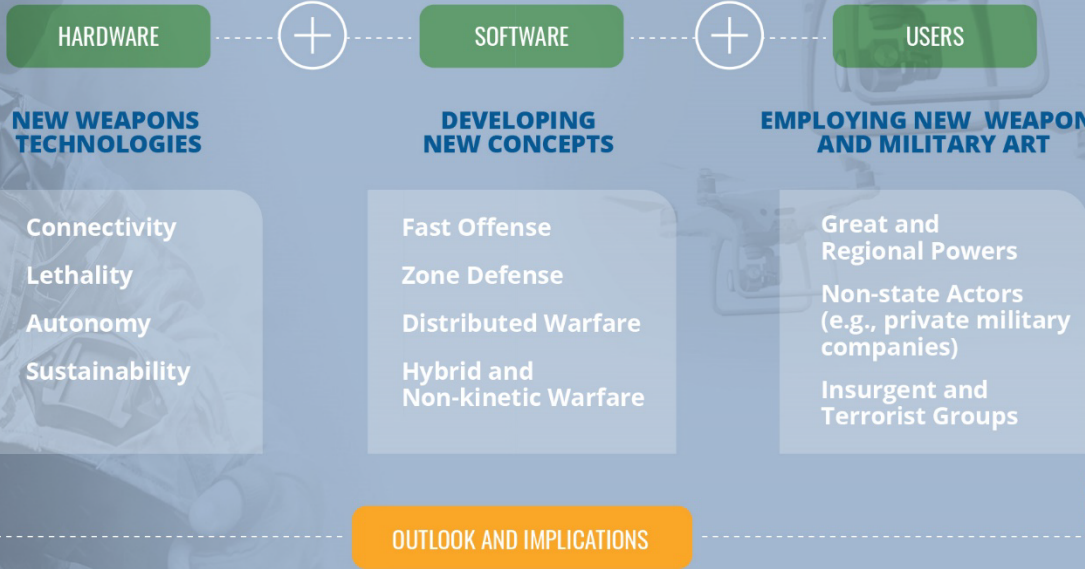 HARDWARE
SOFTWARE
USERS
NEW WEAPONS
TECHNOLOGIES
Connectivity
Lethality
Autonomy
Sustainability
DEVELOPING
NEW CONCEPTS
Fast Offense
Zone Defense
Distributed Warfare
Hybrid and
Non-kinetic Warfare
EMPLOYING NEW WEAPON
AND MILITARY ART
Great and
Regional Powers
Non-state Actors
(e.g., private military
companies)
Insurgent and
Terrorist Groups
OUTLOOK AND IMPLICATIONS